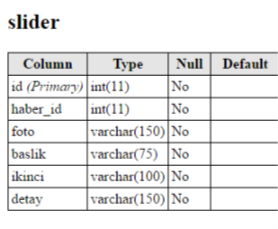 slider
Column Type Null Default
id (Primary) int(11) No
haber_id int(11) No
foto varchar(150) No
baslik varchar(75) No
ikinci varchar(100) No
detay varchar(150) No